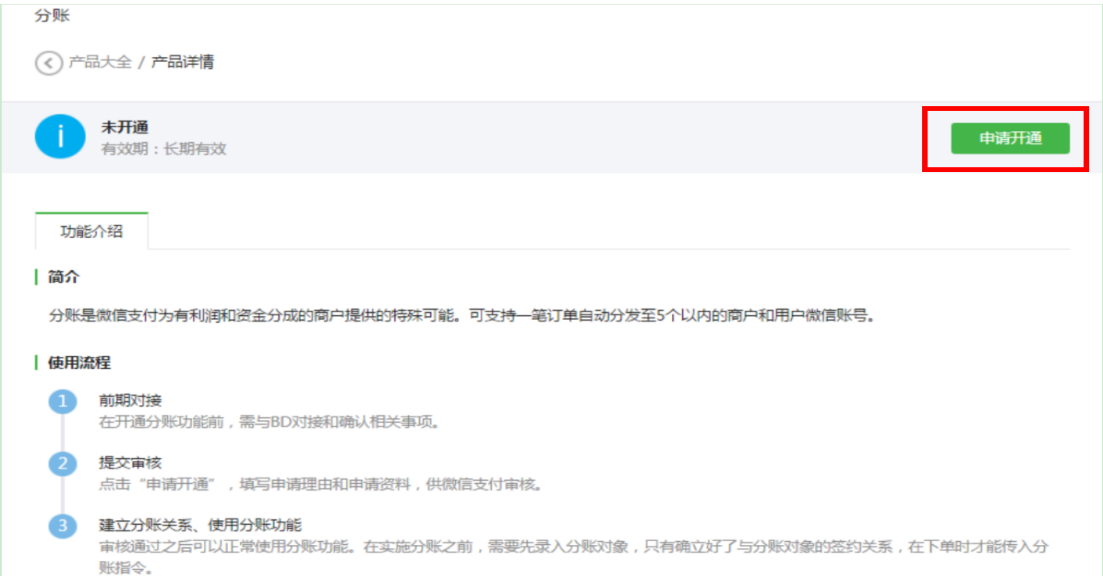 分账
产品大全 / 产品详情
i
未开通
有效期：长期有效
申请开通
功能介绍
简介
分账是微信支付为有利润和资金分成的商户提供的特殊可能。可支持一笔订单自动分发至5个以内的商户和用户微信账号。
使用流程
1
前期对接
在开通分账功能前，需与BD对接和确认相关事项。
2
提交审核
点击“申请开通”，填写申请理由和申请资料，供微信支付审核。
3
建立分账关系、使用分账功能
审核通过之后可以正常使用分账功能。在实施分账之前，需要先录入分账对象，只有确立好了与分账对象的签约关系，在下单时才能传入分
账指令。